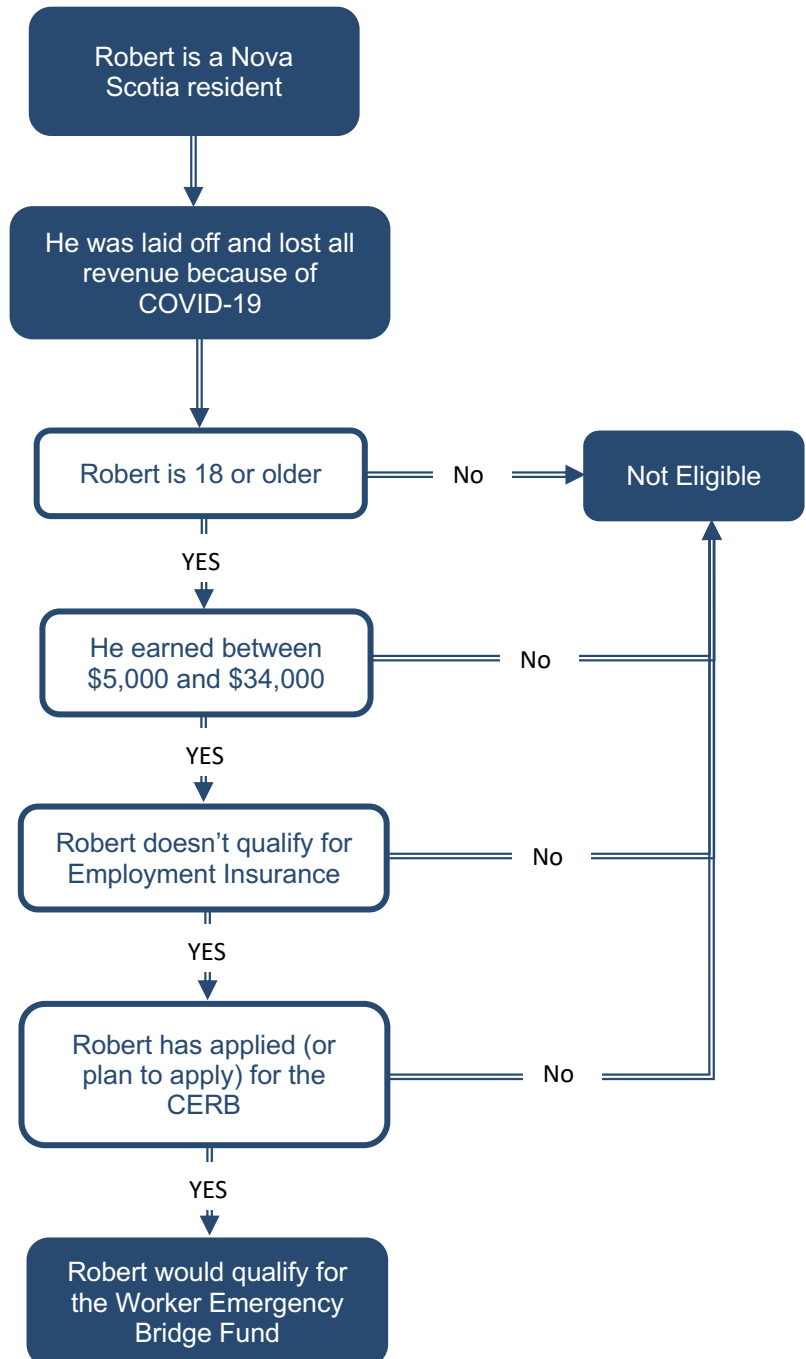 Robert is a Nova
Scotia resident
He was laid off and lost all
revenue because of
COVID-19
Robert is 18 or older
No
Not Eligible
YES
He earned between
$5,000 and $34,000
No
YES
Robert doesn’t qualify for
Employment Insurance
No
YES
Robert has applied (or
plan to apply) for the
CERB
No
YES
Robert would qualify for
the Worker Emergency
Bridge Fund